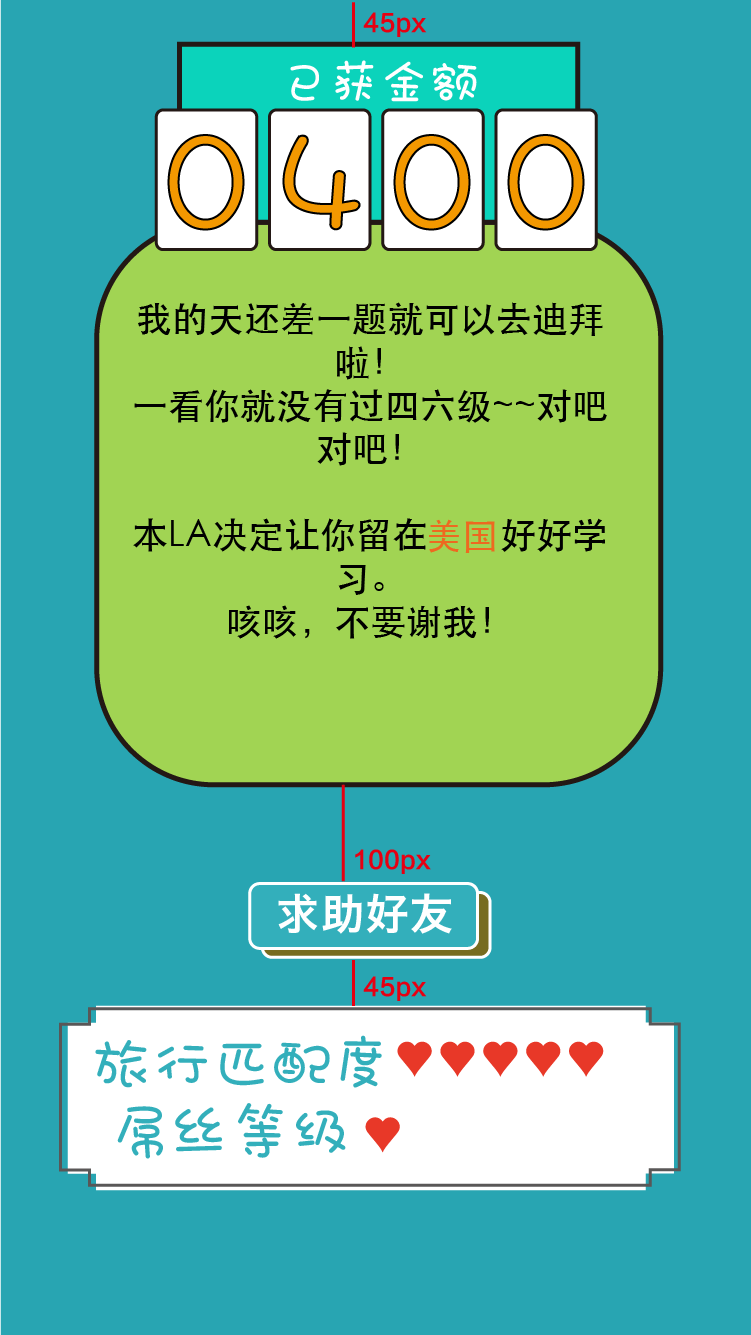 45px
已获金额
0400
我的天还差一题就可以去迪拜
啦！
一看你就没有过四六级~~对吧
对吧！
本LA决定让你留在美国好好学
习。
咳咳，不要谢我！
100px
求助好友
45px
旅行匹配度♥♥♥♥♥
屌丝等级♥